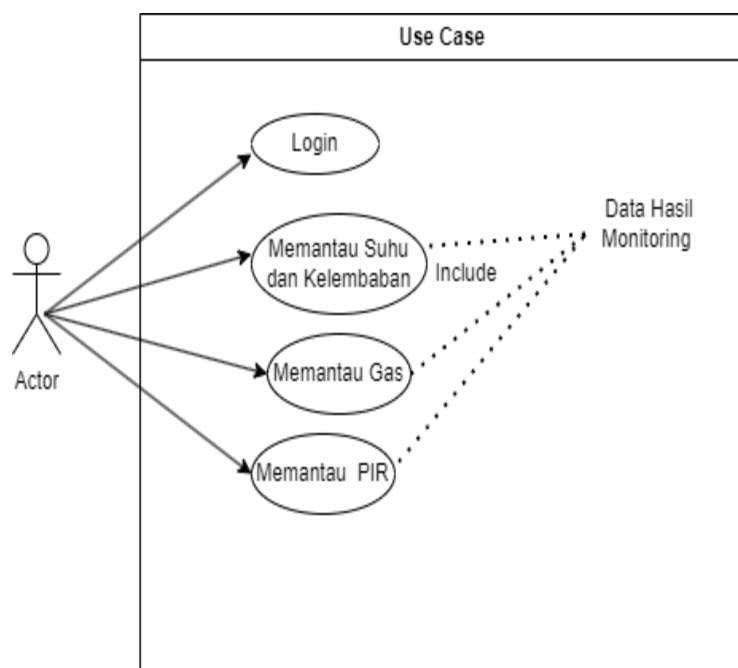 Use Case
Login
Memantau Suhu
dan Kelembaban
Include
Data Hasil
Monitoring
Memantau Gas
Actor
Memantau PIR